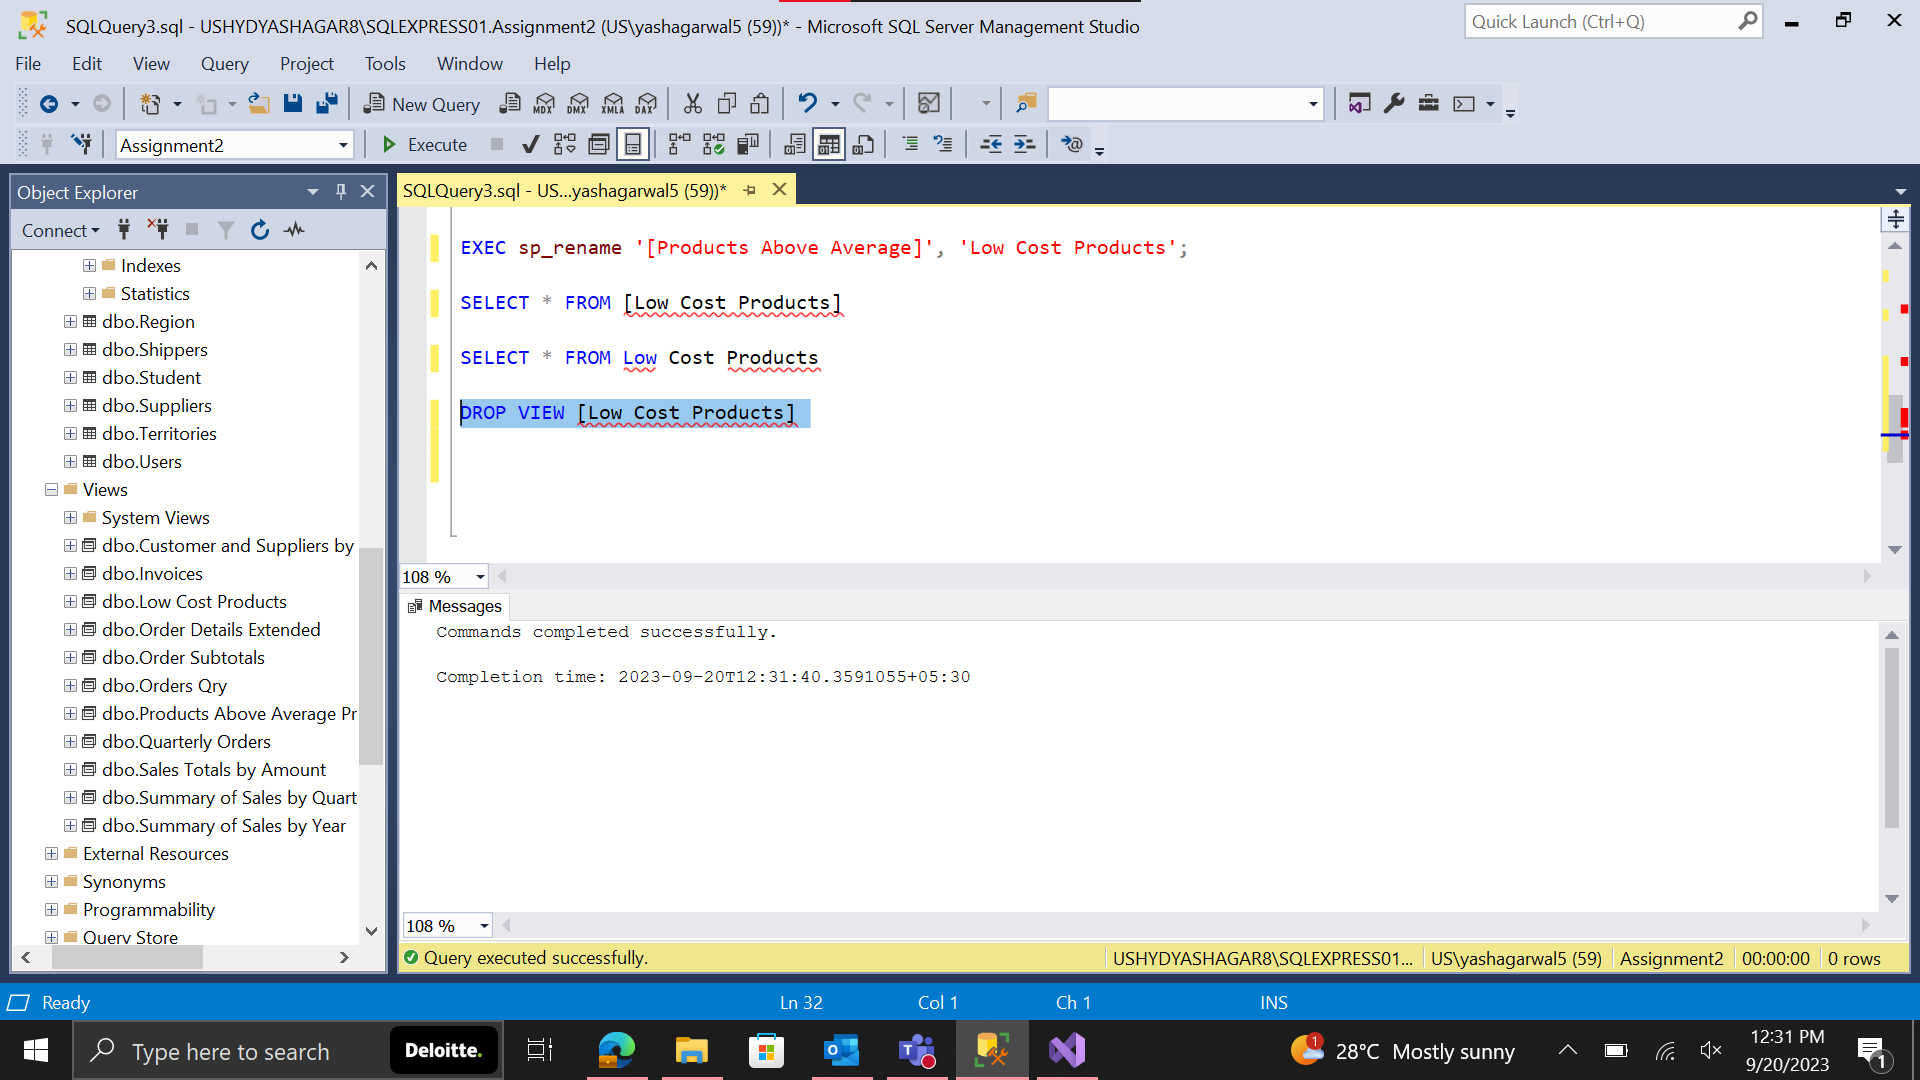 SQLQuery3.sql - USHYDYASHAGAR8\SQLEXPRESS01.Assignment2 (US\yashagarwal5 (59))* - Microsoft SQL Server Management Studio
Quick Launch (Ctrl+Q)
File Edit View Query Project Tools Window Help
New Query MDX DMX XMLA DAX
Assignment2 Execute
Object Explorer
Connect
Indexes
Statistics
dbo.Region
dbo.Shippers
dbo.Student
dbo.Suppliers
dbo.Territories
dbo.Users
Views
System Views
dbo.Customer and Suppliers by
dbo.Invoices
dbo.Low Cost Products
dbo.Order Details Extended
dbo.Order Subtotals
dbo.Orders Qry
dbo.Products Above Average Pr
dbo.Quarterly Orders
dbo.Sales Totals by Amount
dbo.Summary of Sales by Quart
dbo.Summary of Sales by Year
External Resources
Synonyms
Programmability
Query Store
SQLQuery3.sql - US...yashagarwal5 (59))*
EXEC sp_rename '[Products Above Average]', 'Low Cost Products';
SELECT * FROM [Low Cost Products]
SELECT * FROM Low Cost Products
DROP VIEW [Low Cost Products]
108 %
Messages
Commands completed successfully.
Completion time: 2023-09-20T12:31:40.3591055+05:30
108 %
Query executed successfully. USHYDYASHAGAR8\SQLEXPRESS01... US\yashagarwal5 (59) Assignment2 00:00:00 0 rows
Ready Ln 32 Col 1 Ch 1 INS
Type here to search
Deloitte.
1
28°C Mostly sunny
12:31 PM
9/20/2023
1